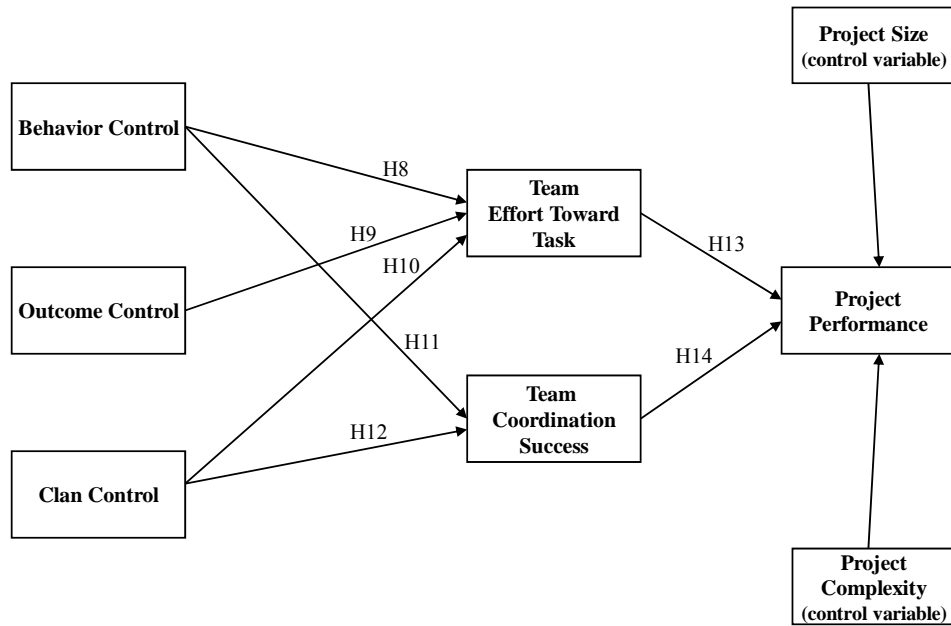 Project Size
(control variable)
Behavior Control
H8
Team
Effort Toward
Task
H9
H10
H13
Outcome Control
Project
Performance
H11
H14
Team
Coordination
Success
H12
Clan Control
Project
Complexity
(control variable)